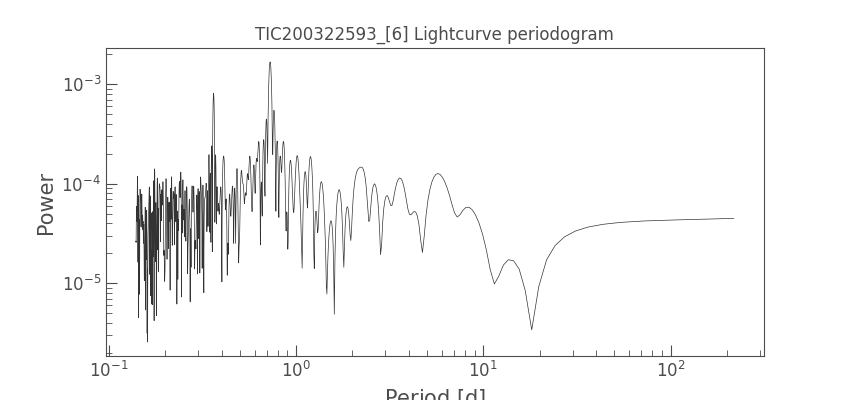 TIC200322593_[6] Lightcurve periodogram
10⁻³
10⁻⁴
10⁻⁵
Power
10⁻¹ 10⁰ 10¹ 10²
Period [d]